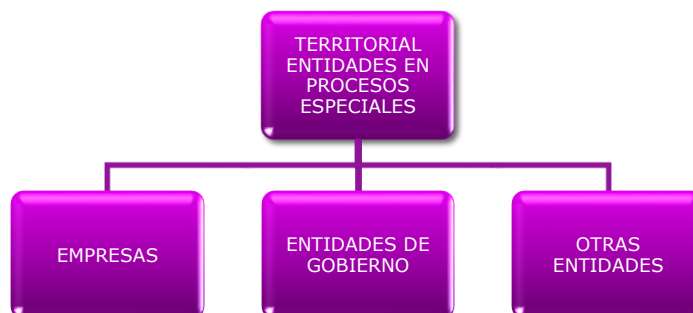 TERRITORIAL
ENTIDADES EN
PROCESOS
ESPECIALES
EMPRESAS
ENTIDADES DE
GOBIERNO
OTRAS
ENTIDADES